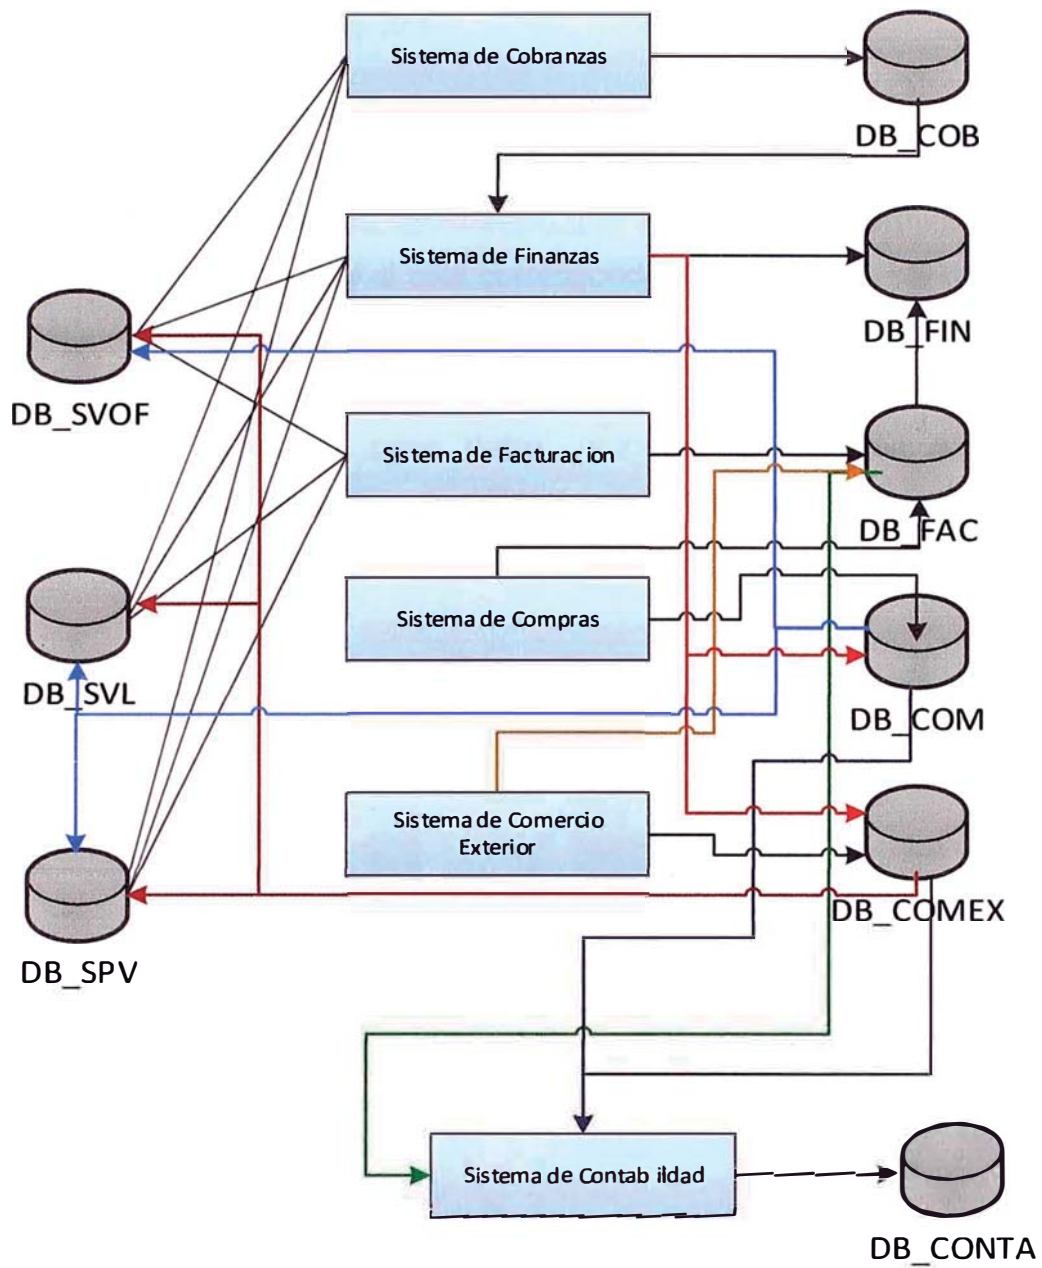 Sistema de Cobranzas
DB_COB
Sistema de Finanzas
DB_FIN
DB_SVOF
Sistema de Facturacion
DB_FAC
Sistema de Compras
DB_SVL
DB_COM
Sistema de Comercio
Exterior
DB_COMEX
DB_SPV
Sistema de Contabildad
DB_CONTA